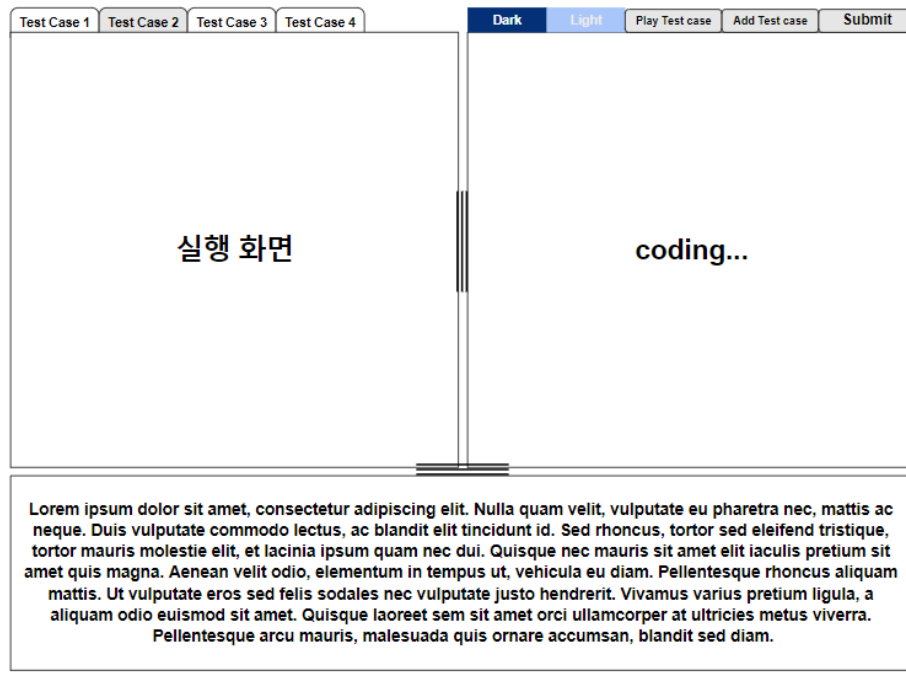 Test Case 1 Test Case 2 Test Case 3 Test Case 4
Dark Light Play Test case Add Test case Submit
실행 화면
coding...
Lorem ipsum dolor sit amet, consectetur adipiscing elit. Nulla quam velit, vulputate eu pharetra nec, mattis ac
neque. Duis vulputate commodo lectus, ac blandit elit tincidunt id. Sed rhoncus, tortor sed eleifend tristique,
tortor mauris molestie elit, et lacinia ipsum quam nec dui. Quisque nec mauris sit amet elit iaculis pretium sit
amet quis magna. Aenean velit odio, elementum in tempus ut, vehicula eu diam. Pellentesque rhoncus aliquam
mattis. Ut vulputate eros sed felis sodales nec vulputate justo hendrerit. Vivamus varius pretium ligula, a
aliquam odio euismod sit amet. Quisque laoreet sem sit amet orci ullamcorper at ultricies metus viverra.
Pellentesque arcu mauris, malesuada quis ornare accumsan, blandit sed diam.